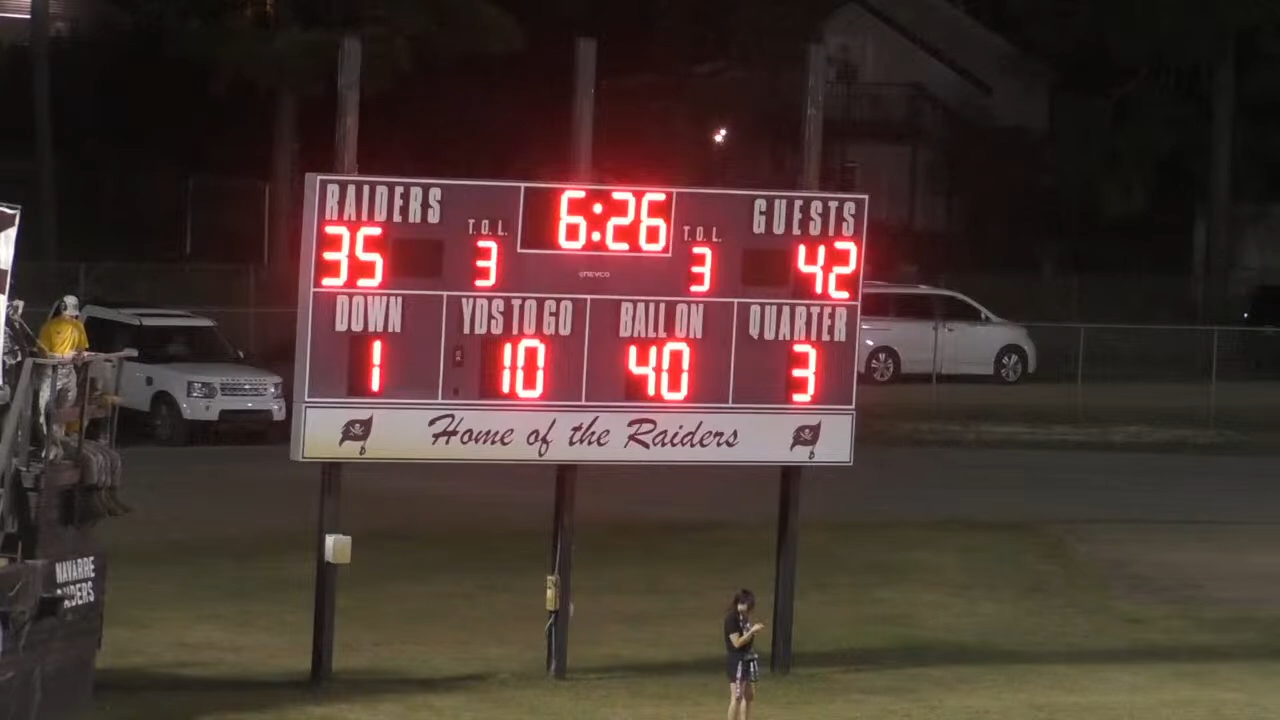 RAIDERS 6:26 GUESTS
T.O.L. T.O.L.
35 3 3 42
NEVCO
DOWN YDS TO GO BALL ON QUARTER
1 10 40 3
Home of the Raiders
NAVARRE
RAIDERS